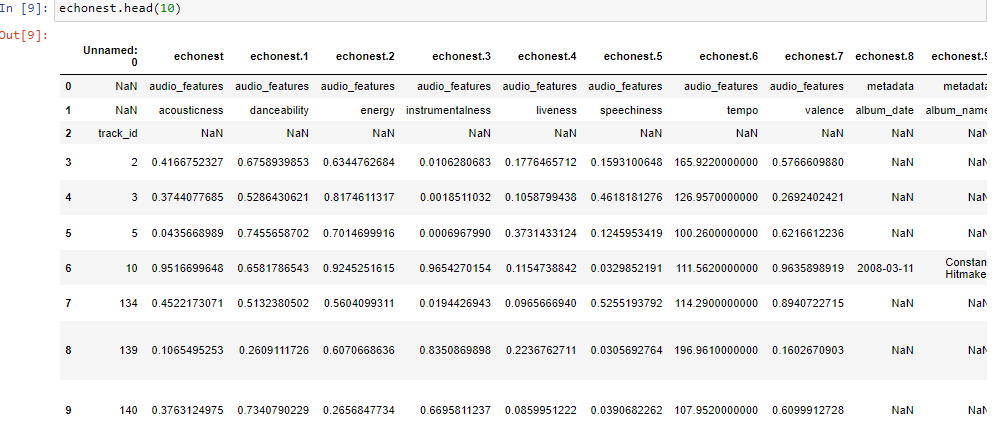 In [9]: echonest.head(10)
Out[9]:
Unnamed: 0 echonest echonest.1 echonest.2 echonest.3 echonest.4 echonest.5 echonest.6 echonest.7 echonest.8 echonest.9
0 NaN audio_features audio_features audio_features audio_features audio_features audio_features audio_features audio_features metadata metadata
1 NaN acousticness danceability energy instrumentalness liveness speechiness tempo valence album_date album_name
2 track_id NaN NaN NaN NaN NaN NaN NaN NaN NaN NaN
3 2 0.4166752327 0.6758939853 0.6344762684 0.0106280683 0.1776465712 0.1593100648 165.9220000000 0.5766609880 NaN NaN
4 3 0.3744077685 0.5286430621 0.8174611317 0.0018511032 0.1058799438 0.4618181276 126.9570000000 0.2692402421 NaN NaN
5 5 0.0435668989 0.7455658702 0.7014699916 0.0006967990 0.3731433124 0.1245953419 100.2600000000 0.6216612236 NaN NaN
6 10 0.9516699648 0.6581786543 0.9245251615 0.9654270154 0.1154738842 0.0329852191 111.5620000000 0.9635898919 2008-03-11 Constan Hitmake
7 134 0.4522173071 0.5132380502 0.5604099311 0.0194426943 0.0965666940 0.5255193792 114.2900000000 0.8940722715 NaN NaN
8 139 0.1065495253 0.2609111726 0.6070668636 0.8350869898 0.2236762711 0.0305692764 196.9610000000 0.1602670903 NaN NaN
9 140 0.3763124975 0.7340790229 0.2656847734 0.6695811237 0.0859951222 0.0390682262 107.9520000000 0.6099912728 NaN NaN